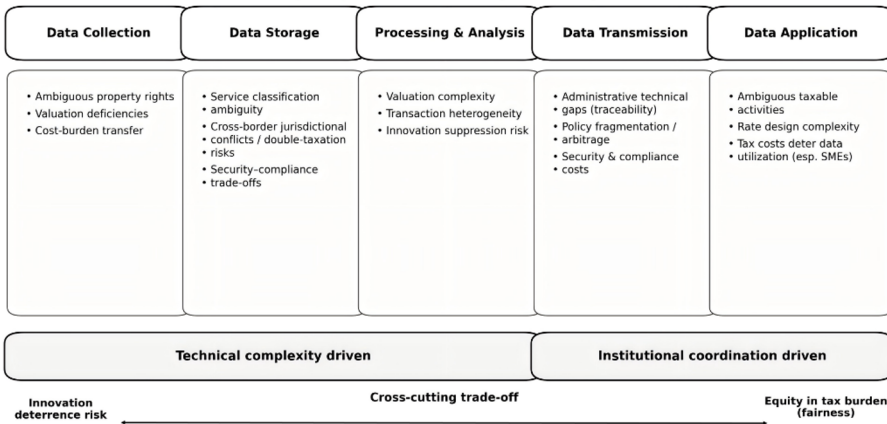 Data Collection
Data Storage
Processing & Analysis
Data Transmission
Data Application
• Ambiguous property rights
• Valuation deficiencies
• Cost-burden transfer
• Service classification
• ambiguity
• Cross-border jurisdictional
• conflicts / double-taxation
• risks
• Security–compliance
• trade-offs
• Valuation complexity
• Transaction heterogeneity
• Innovation suppression risk
• Administrative technical
• gaps (traceability)
• Policy fragmentation /
• arbitrage
• Security & compliance
• costs
• Ambiguous taxable
• activities
• Rate design complexity
• Tax costs deter data
• utilization (esp. SMEs)
Technical complexity driven
Institutional coordination driven
Innovation
deterrence risk
Cross-cutting trade-off
Equity in tax burden
(fairness)